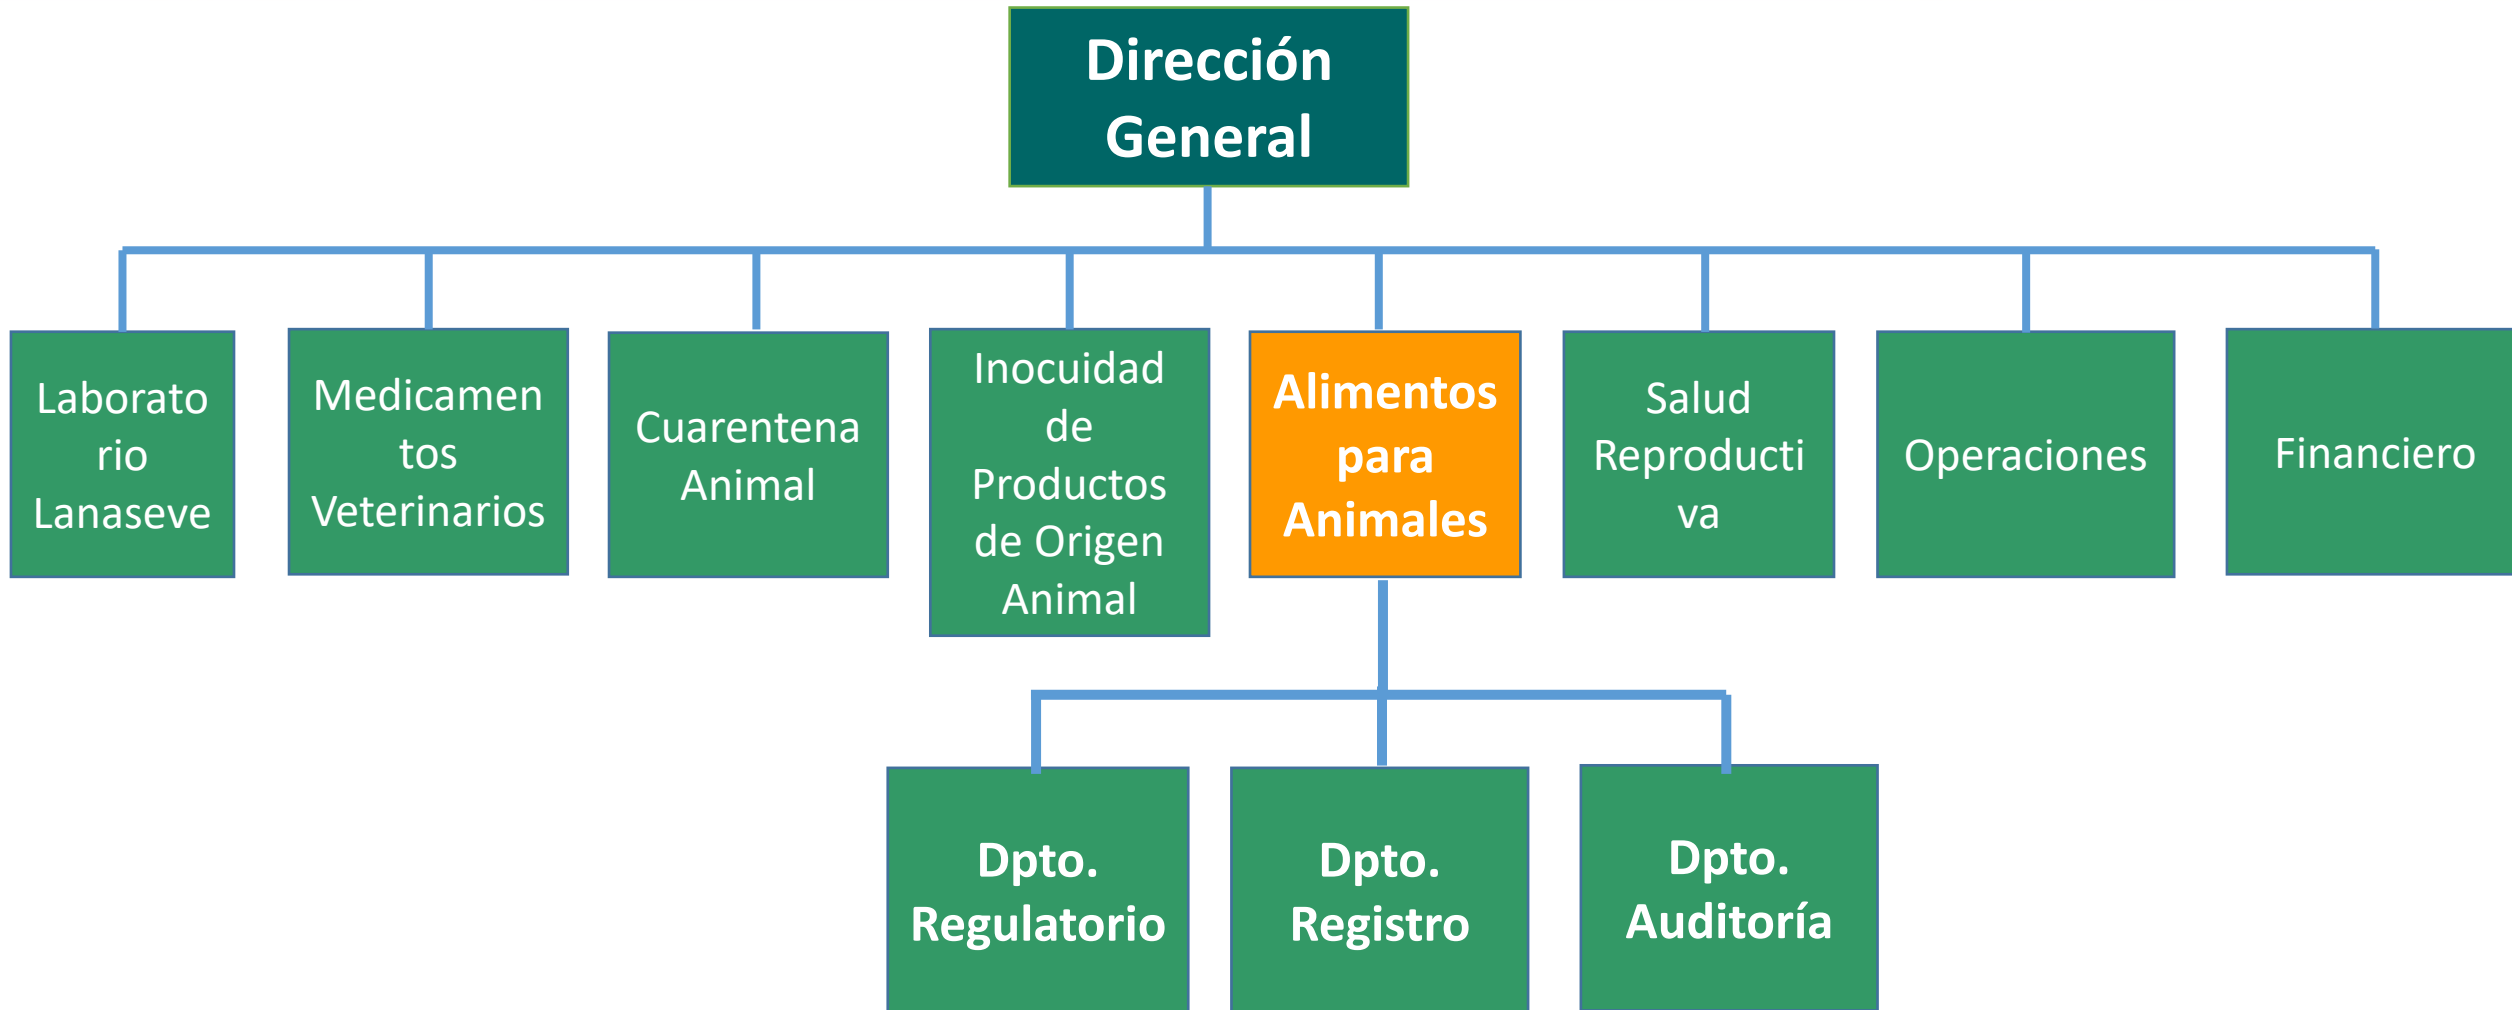 Dirección
General
Laborato
rio
Lanaseve
Medicamen
tos
Veterinarios
Cuarentena
Animal
Inocuidad
de
Productos
de Origen
Animal
Alimentos
para
Animales
Salud
Reproducti
va
Operaciones
Financiero
Dpto.
Regulatorio
Dpto.
Registro
Dpto.
Auditoría